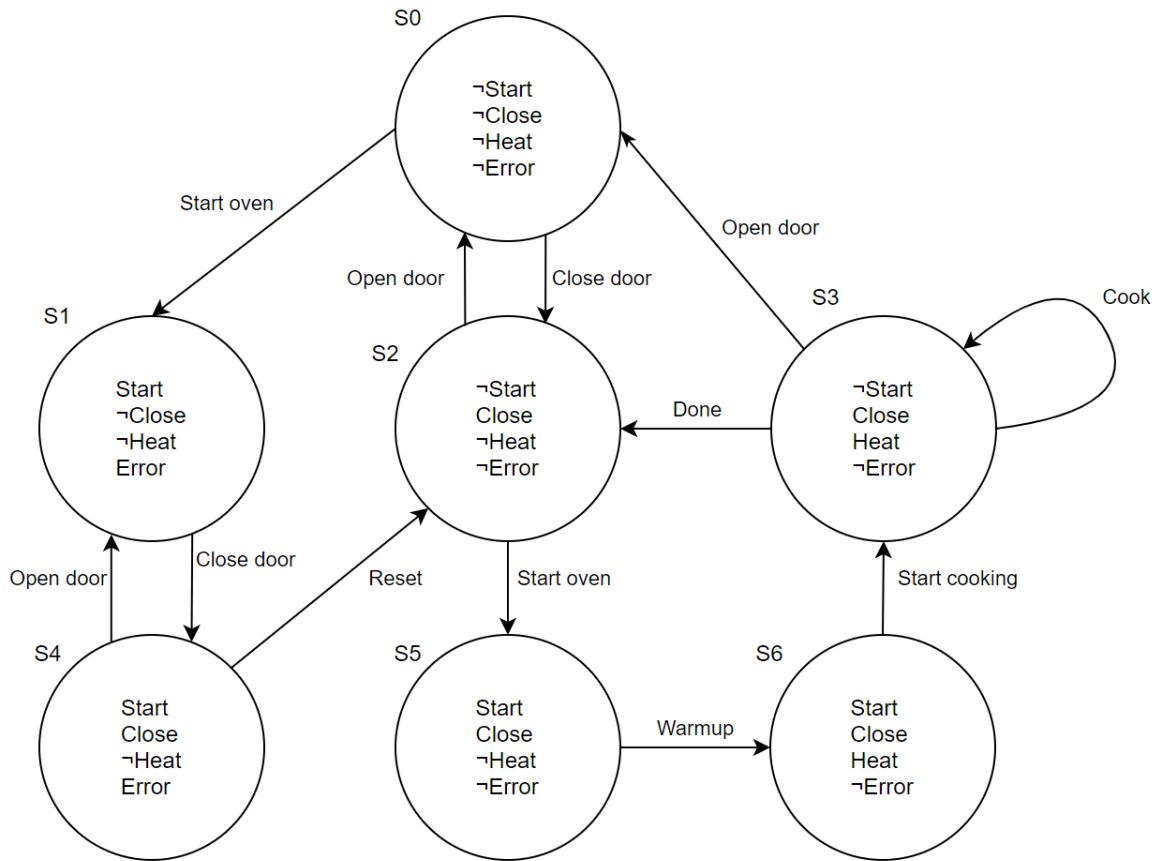 S0
¬Start
¬Close
¬Heat
¬Error
Start oven
Open door
Open door
Close door
S1
S2
S3
Cook
Start
¬Close
¬Heat
Error
¬Start
Close
¬Heat
¬Error
Done
¬Start
Close
Heat
¬Error
Open door
Close door
Reset
Start oven
Start cooking
S4
S5
S6
Start
Close
¬Heat
Error
Start
Close
¬Heat
¬Error
Warmup
Start
Close
Heat
¬Error